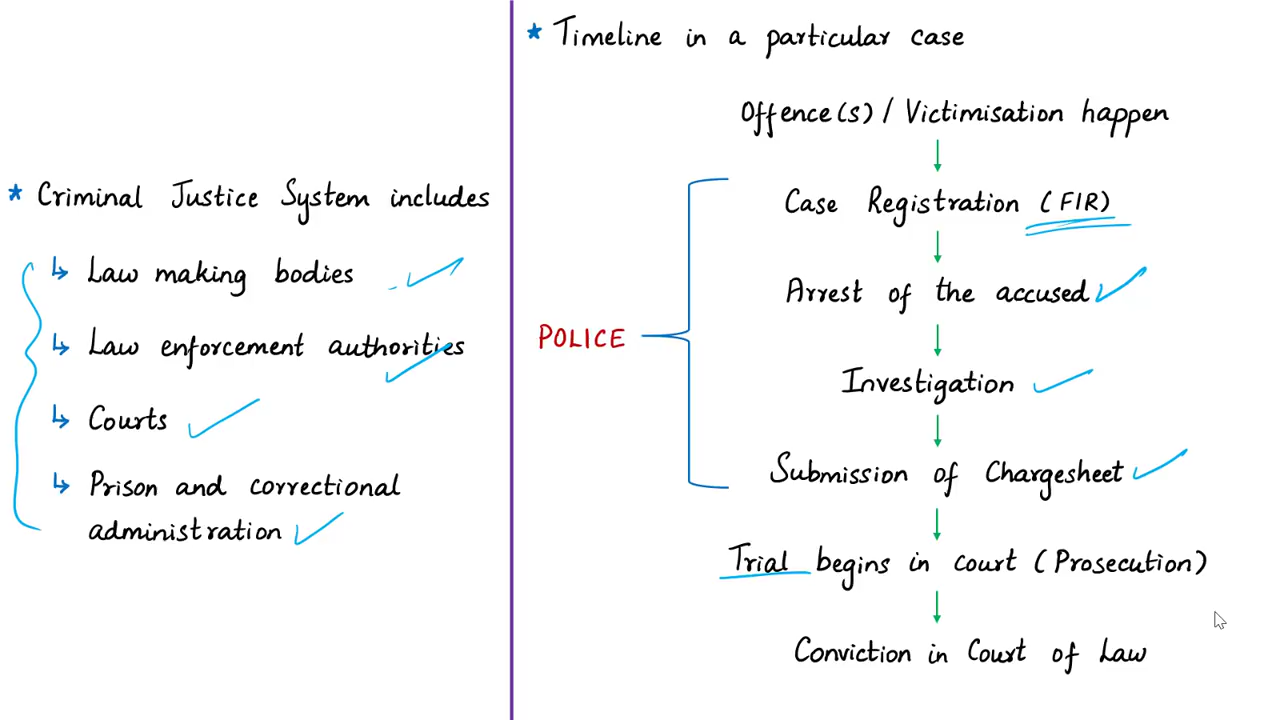 * Criminal Justice System includes
↳ Law making bodies
↳ Law enforcement authorities
↳ Courts
↳ Prison and correctional
administration
* Timeline in a particular case
Offence(s) / Victimisation happen
Case Registration (FIR)
Arrest of the accused
POLICE
Investigation
Submission of Chargesheet
Trial begins in court (Prosecution)
Conviction in Court of Law